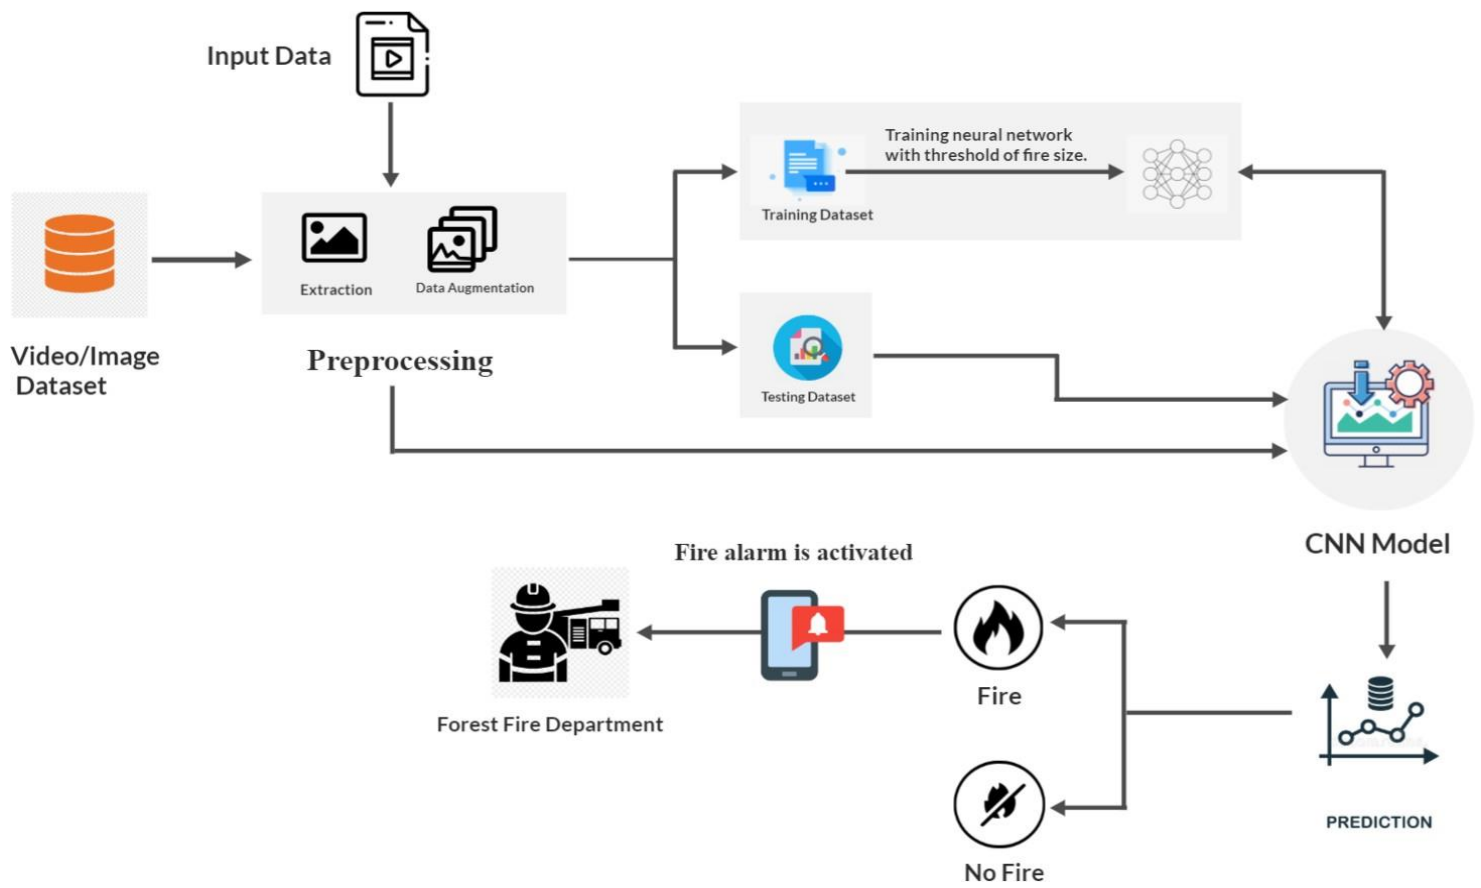 Input Data
Training neural network
with threshold of fire size.
Training Dataset
Extraction
Data Augmentation
Video/Image
Dataset
Preprocessing
Testing Dataset
CNN Model
Fire alarm is activated
Forest Fire Department
Fire
PREDICTION
No Fire